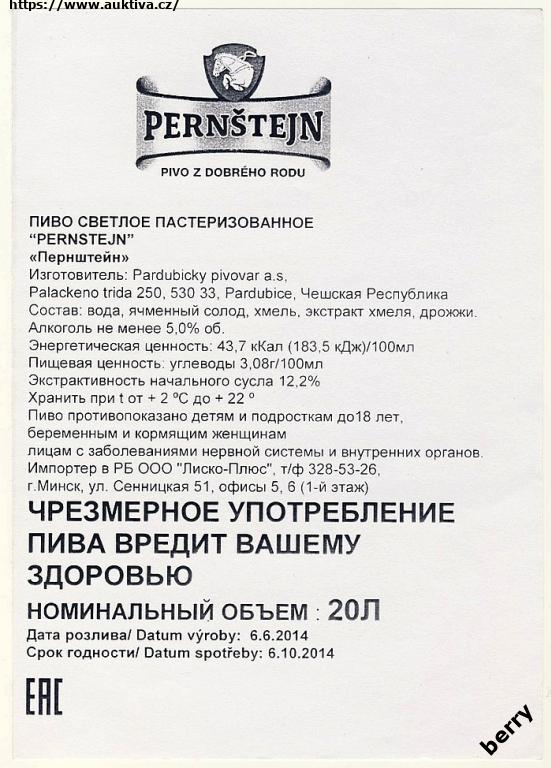 https://www.auktiva.cz/
PERNŠTEJN
PIVO Z DOBRÉHO RODU
ПИВО СВЕТЛОЕ ПАСТЕРИЗОВАННОЕ
“PERNSTEJN”
«Пернштейн»
Изготовитель: Pardubicky pivovar a.s,
Palackeno trida 250, 530 33, Pardubice, Чешская Республика
Состав: вода, ячменный солод, хмель, экстракт хмеля, дрожжи.
Алкоголь не менее 5,0% об.
Энергетическая ценность: 43,7 кКал (183,5 кДж)/100мл
Пищевая ценность: углеводы 3,08г/100мл
Экстрактивность начального сусла 12,2%
Хранить при t от + 2 ºС до + 22 º
Пиво противопоказано детям и подросткам до18 лет,
беременным и кормящим женщинам
лицам с заболеваниями нервной системы и внутренних органов.
Импортер в РБ ООО "Лиско-Плюс", т/ф 328-53-26,
г.Минск, ул. Сенницкая 51, офисы 5, 6 (1-й этаж)
ЧРЕЗМЕРНОЕ УПОТРЕБЛЕНИЕ
ПИВА ВРЕДИТ ВАШЕМУ
ЗДОРОВЬЮ
НОМИНАЛЬНЫЙ ОБЪЕМ : 20Л
Дата розлива/ Datum výroby: 6.6.2014
Срок годности/ Datum spotřeby: 6.10.2014
EAC
berry